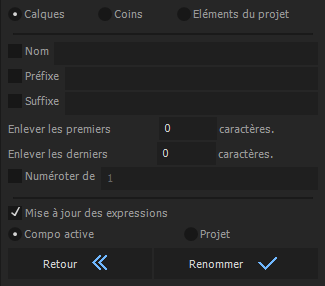 Calques Coins Eléments du projet
Nom
Préfixe
Suffixe
Enlever les premiers 0 caractères.
Enlever les derniers 0 caractères.
Numéroter de 1
Mise à jour des expressions
Compo active Projet
Retour Renommer